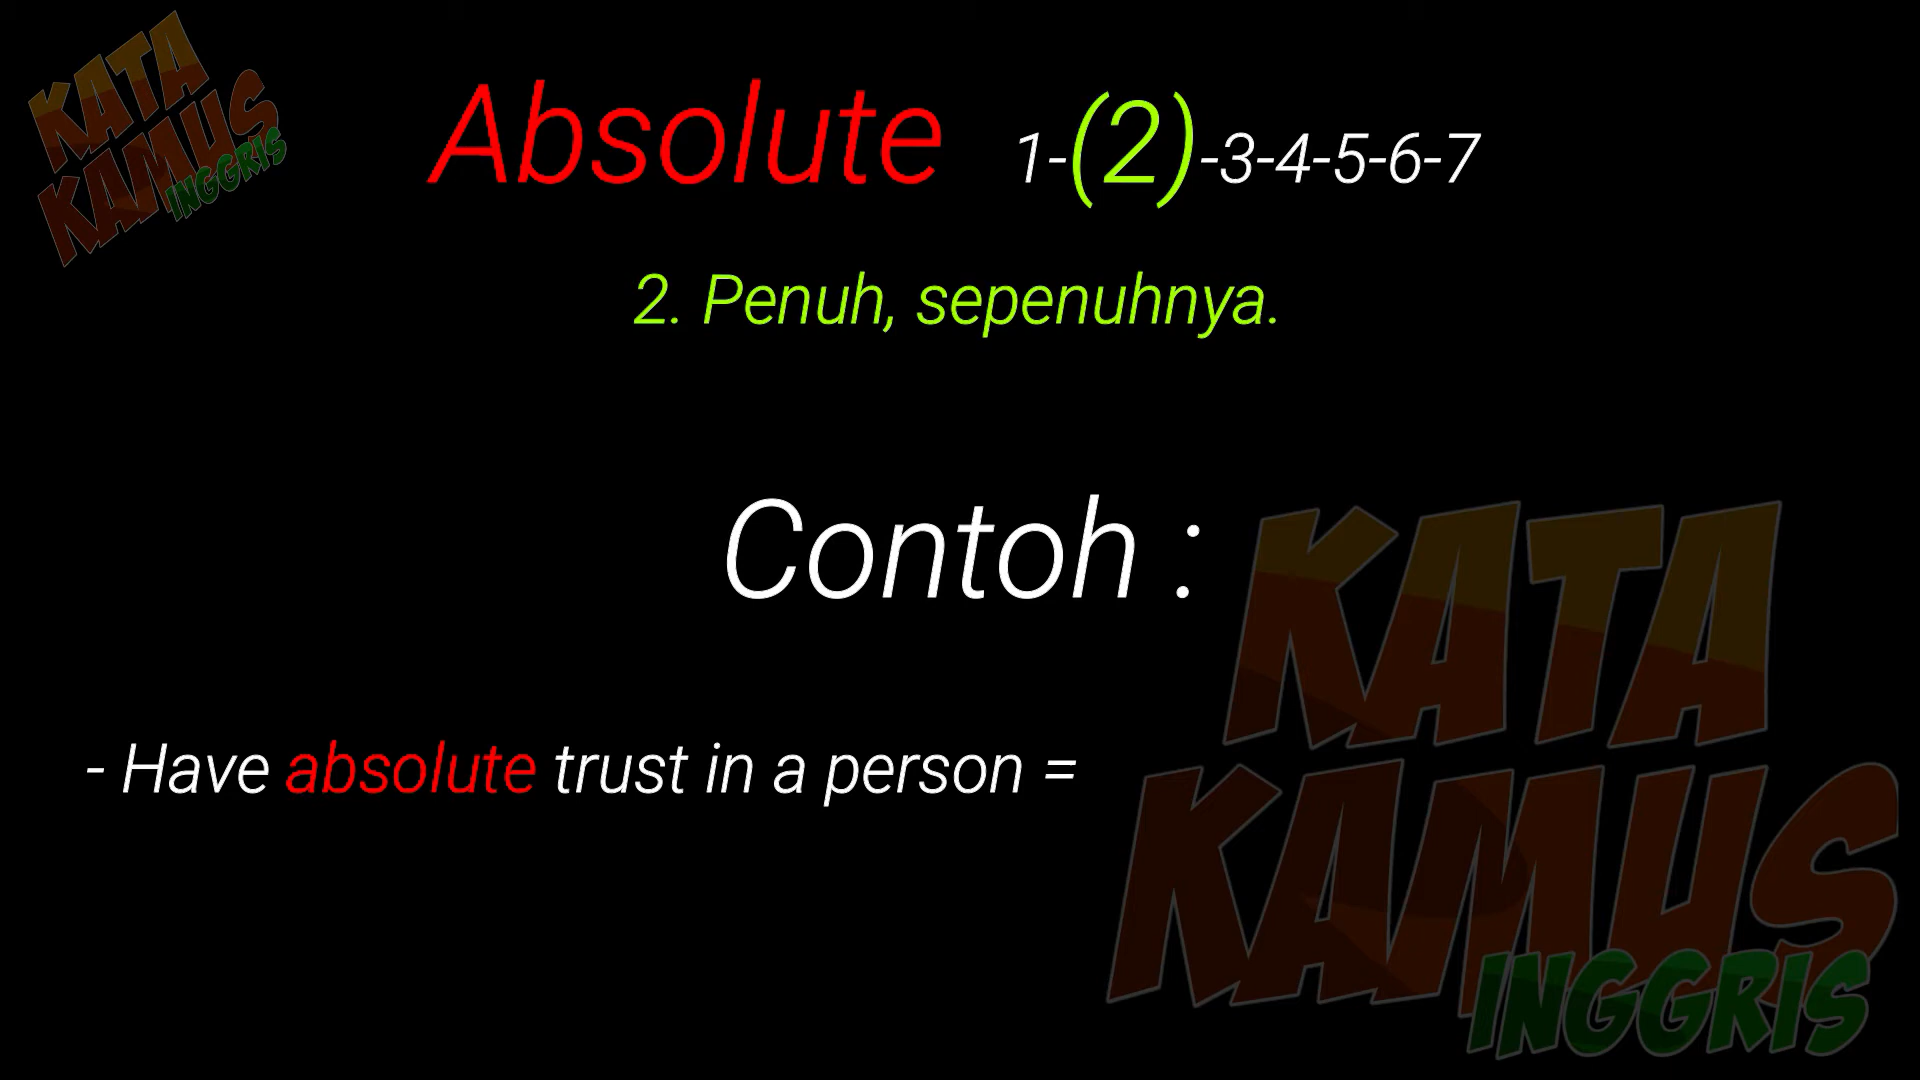 KATA
KAMUS
INGGRIS
Absolute 1-(2)-3-4-5-6-7
2. Penuh, sepenuhnya.
Contoh :
- Have absolute trust in a person =
KATA
KAMUS
INGGRIS